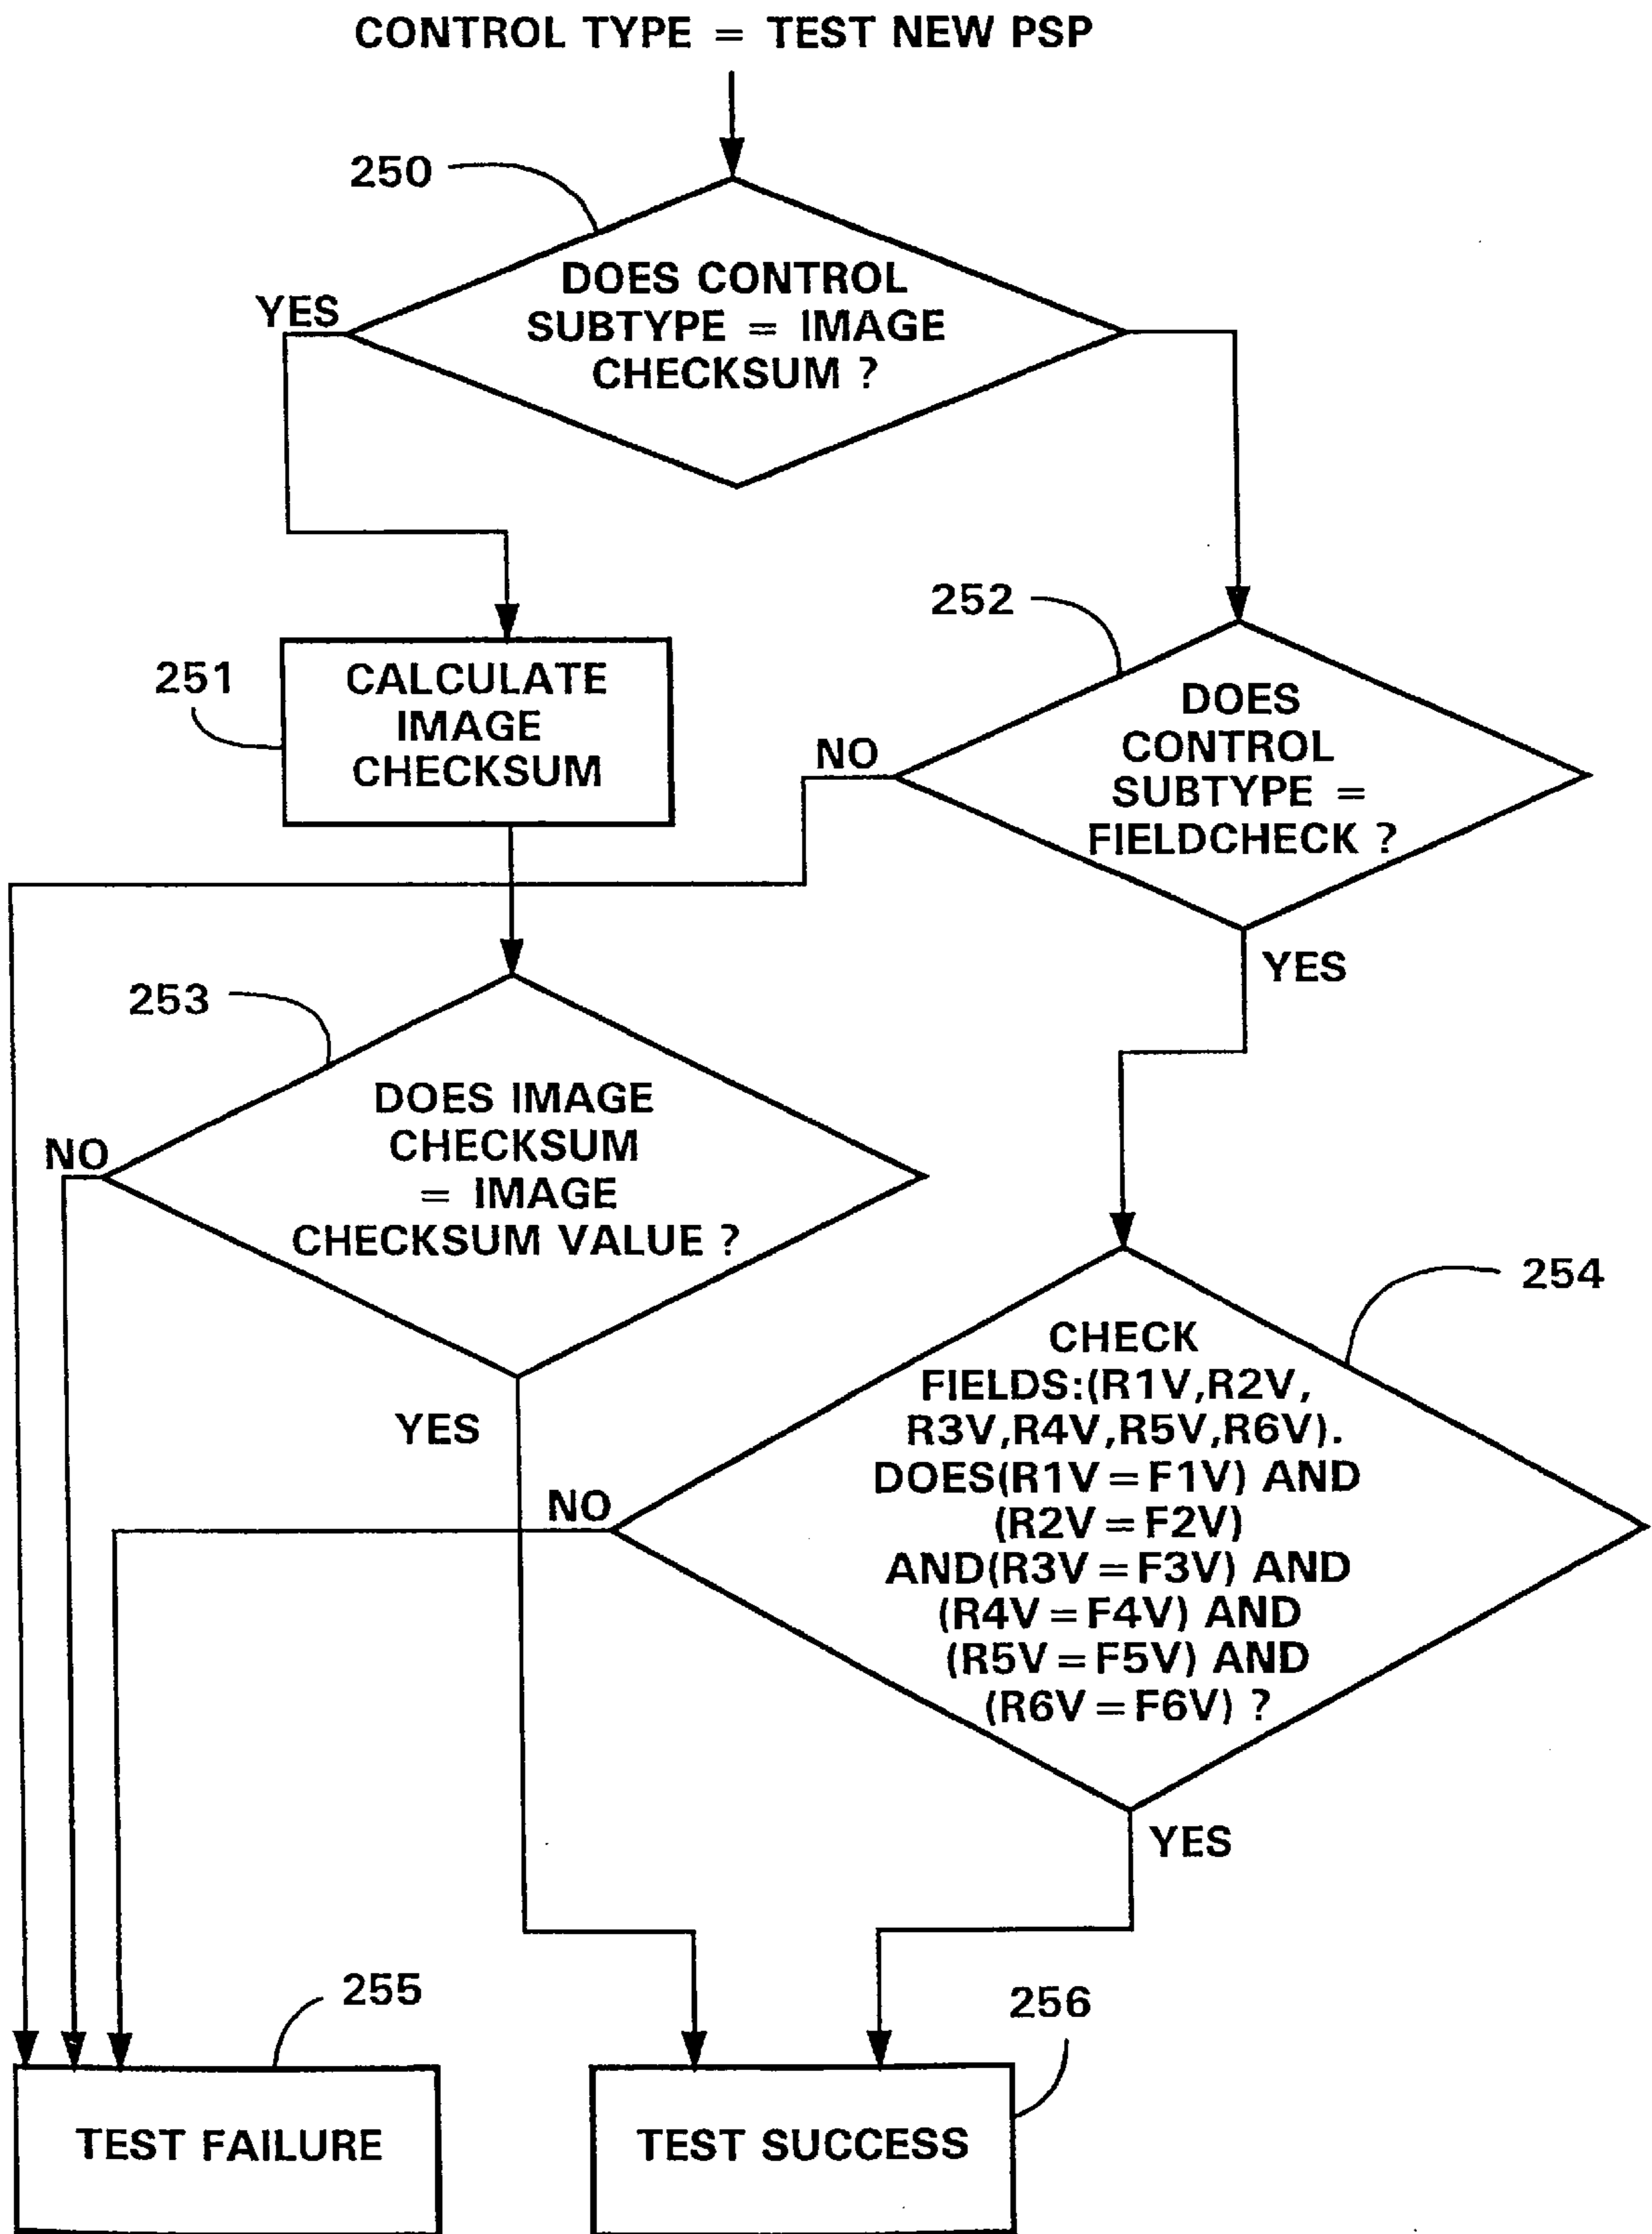 CONTROL TYPE = TEST NEW PSP
250
DOES CONTROL
SUBTYPE = IMAGE
CHECKSUM ?
YES
252
251
CALCULATE
IMAGE
CHECKSUM
DOES
CONTROL
SUBTYPE =
FIELDCHECK ?
NO
YES
253
DOES IMAGE
CHECKSUM
= IMAGE
CHECKSUM VALUE ?
NO
YES
254
CHECK
FIELDS:(R1V,R2V,
R3V,R4V,R5V,R6V).
DOES(R1V=F1V) AND
(R2V=F2V)
AND(R3V=F3V) AND
(R4V=F4V) AND
(R5V=F5V) AND
(R6V=F6V) ?
NO
YES
255
TEST FAILURE
256
TEST SUCCESS